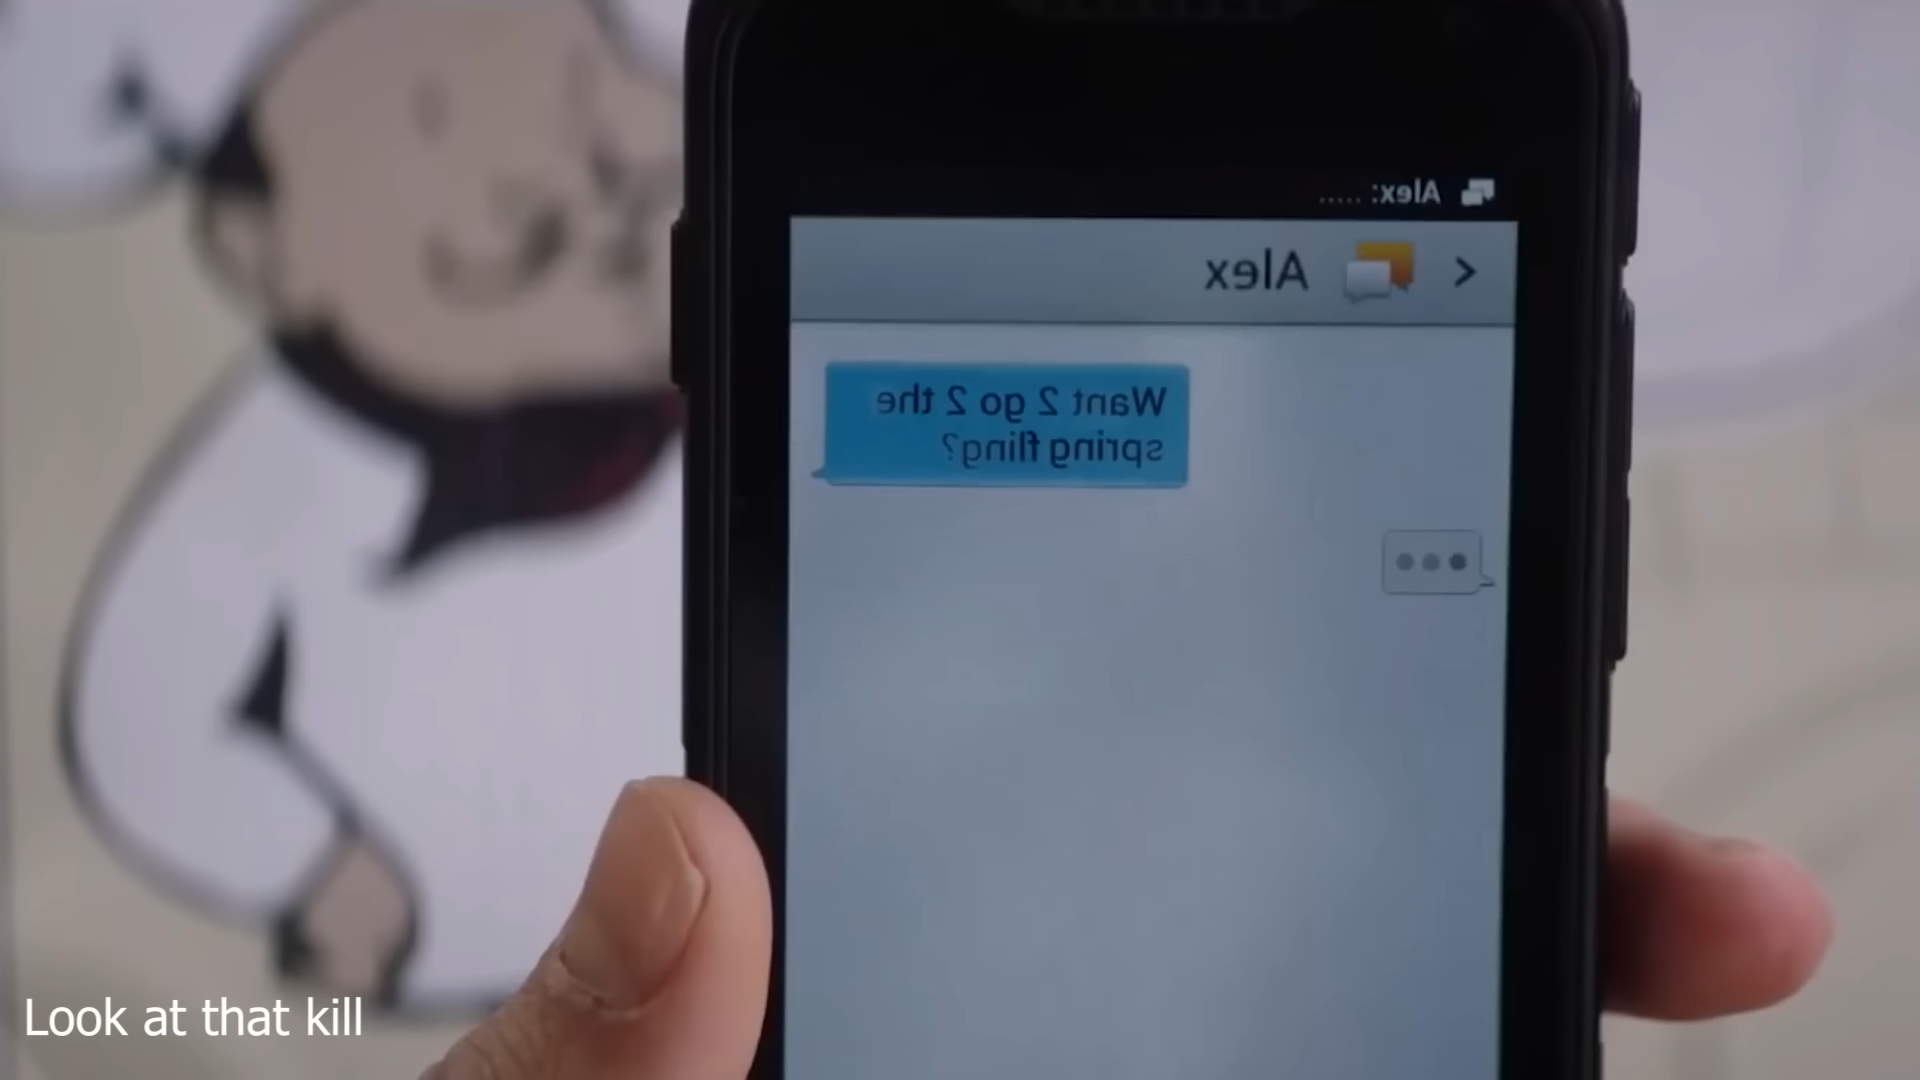 Alex: .....
< Alex
Want 2 go 2 the
spring fling?
Look at that kill